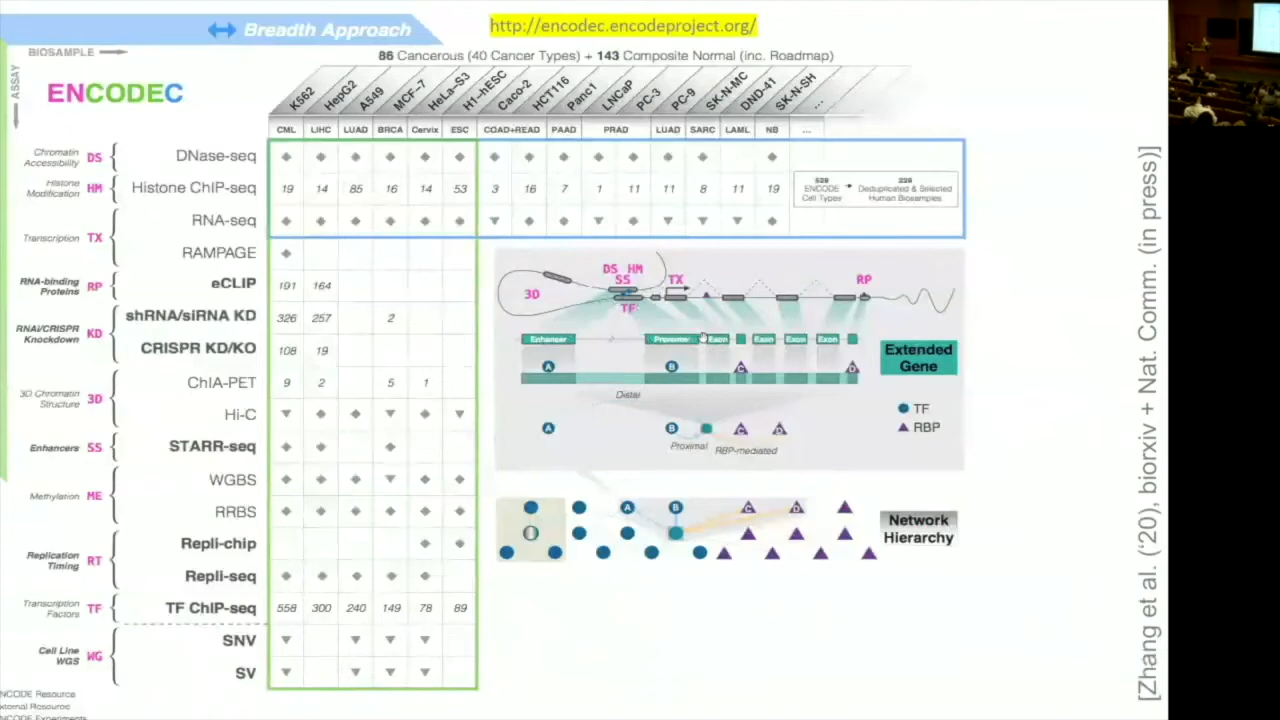 Breadth Approach
http://encodec.encodeproject.org/
BIOSAMPLE
86 Cancerous (40 Cancer Types) + 143 Composite Normal (inc. Roadmap)
ASSAY
ENCODEC
K562 HepG2 A549 MCF-7 HeLa-S3 H1-hESC Caco-2 HCT116 Panc1 LNCaP PC-3 PC-9 SK-N-MC DND-41 SK-N-SH ...
CML LIHC LUAD BRCA Cervix ESC COAD+READ PAAD PRAD LUAD SARC LAML NB ...
Chromatin Accessibility DS DNase-seq
Histone Modification HM Histone ChIP-seq 19 14 85 16 14 53 3 16 7 1 11 11 8 11 19
ENCODE Cell Types Deduplicated & Selected Human Biosamples
Transcription TX RNA-seq
RAMPAGE
RNA-binding Proteins RP eCLIP 191 164
RNAi/CRISPR Knockdown KD shRNA/siRNA KD 326 257 2
CRISPR KD/KO 108 19
3D Chromatin Structure 3D ChIA-PET 9 2 5 1
Hi-C
Enhancers SS STARR-seq
Methylation ME WGBS
RRBS
Replication Timing RT Repli-chip
Repli-seq
Transcription Factors TF TF ChIP-seq 558 300 240 149 78 89
Cell Line WGS WG SNV
SV
NCODE Resource
xternal Resource
NCODE Experiments
DS HM
SS TX RP
3D
TF
Enhancer Promoter Exon Exon Exon Exon
A B C D
Extended Gene
Distal
TF
RBP
A B C D
Proximal
RBP-mediated
A B C D
Network Hierarchy
[Zhang et al. ('20), biorxiv + Nat. Comm. (in press)]